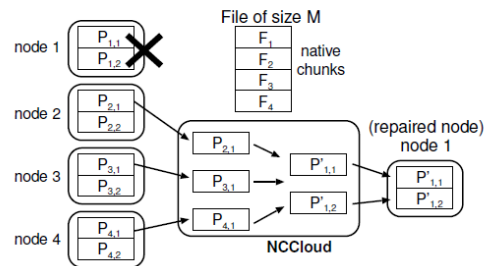 File of size M
node 1
P1,1
P1,2
F1
F2
F3
F4
native
chunks
node 2
P2,1
P2,2
(repaired node)
node 1
P2,1
P'1,1
node 3
P3,1
P3,2
P3,1
P'1,1
P'1,2
P'1,2
node 4
P4,1
P4,2
P4,1
NCCloud